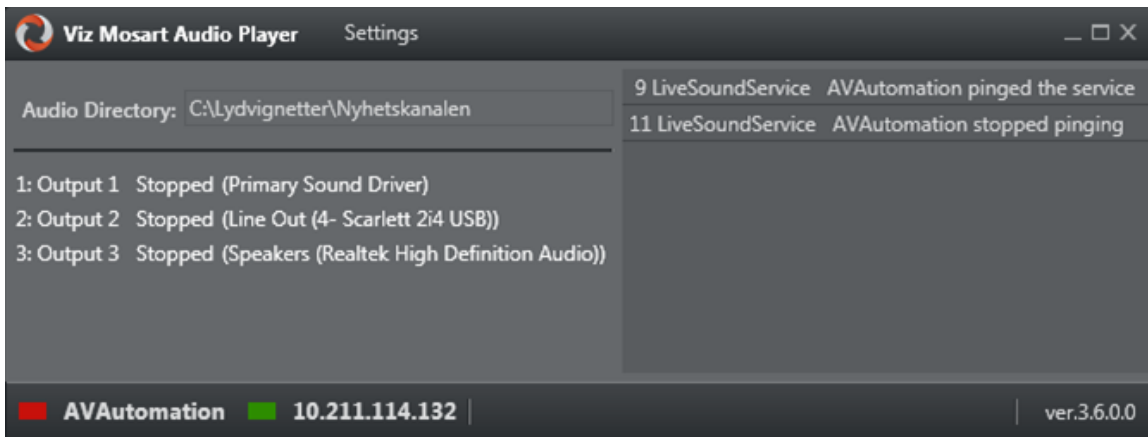 Viz Mosart Audio Player Settings
Audio Directory: C:\Lydvignetter\Nyhetskanalen
1: Output 1 Stopped (Primary Sound Driver)
2: Output 2 Stopped (Line Out (4- Scarlett 2i4 USB))
3: Output 3 Stopped (Speakers (Realtek High Definition Audio))
9 LiveSoundService AVAutomation pinged the service
11 LiveSoundService AVAutomation stopped pinging
AVAutomation 10.211.114.132 ver.3.6.0.0